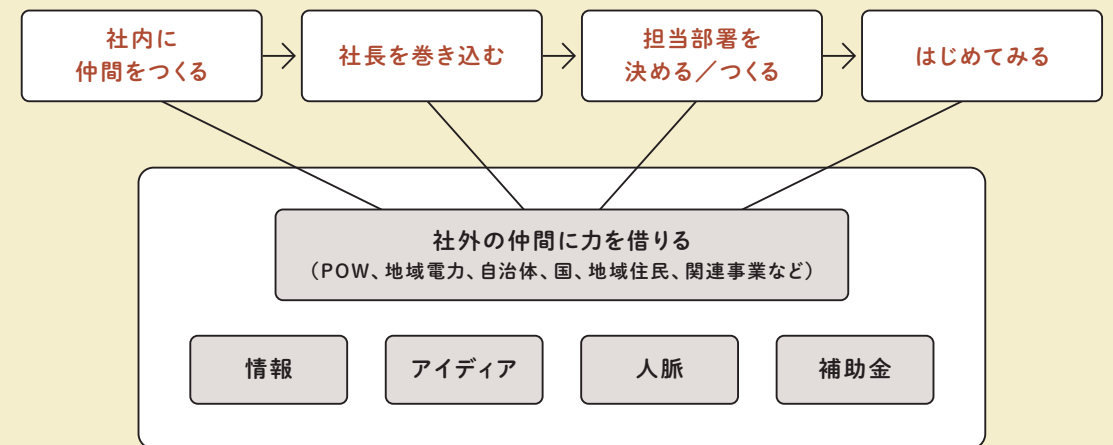 社内に
仲間をつくる
社長を巻き込む
担当部署を
決める／つくる
はじめてみる
社外の仲間に力を借りる
（POW、地域電力、自治体、国、地域住民、関連事業など）
情報
アイディア
人脈
補助金